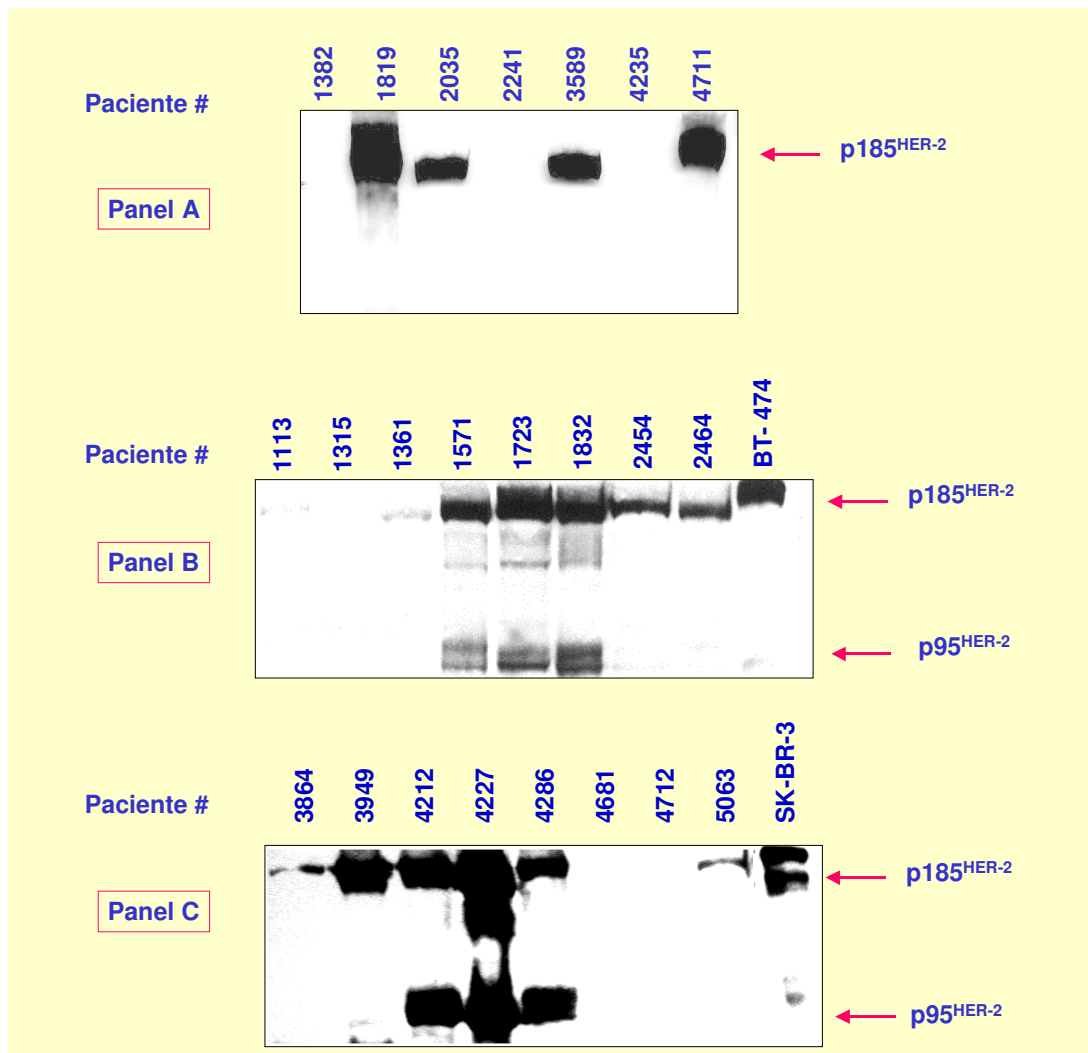 Paciente #
1382 1819 2035 2241 3589 4235 4711
p185HER-2
Panel A
Paciente #
1113 1315 1361 1571 1723 1832 2454 2464 BT- 474
p185HER-2
Panel B
p95HER-2
Paciente #
3864 3949 4212 4227 4286 4681 4712 5063 SK-BR-3
p185HER-2
Panel C
p95HER-2